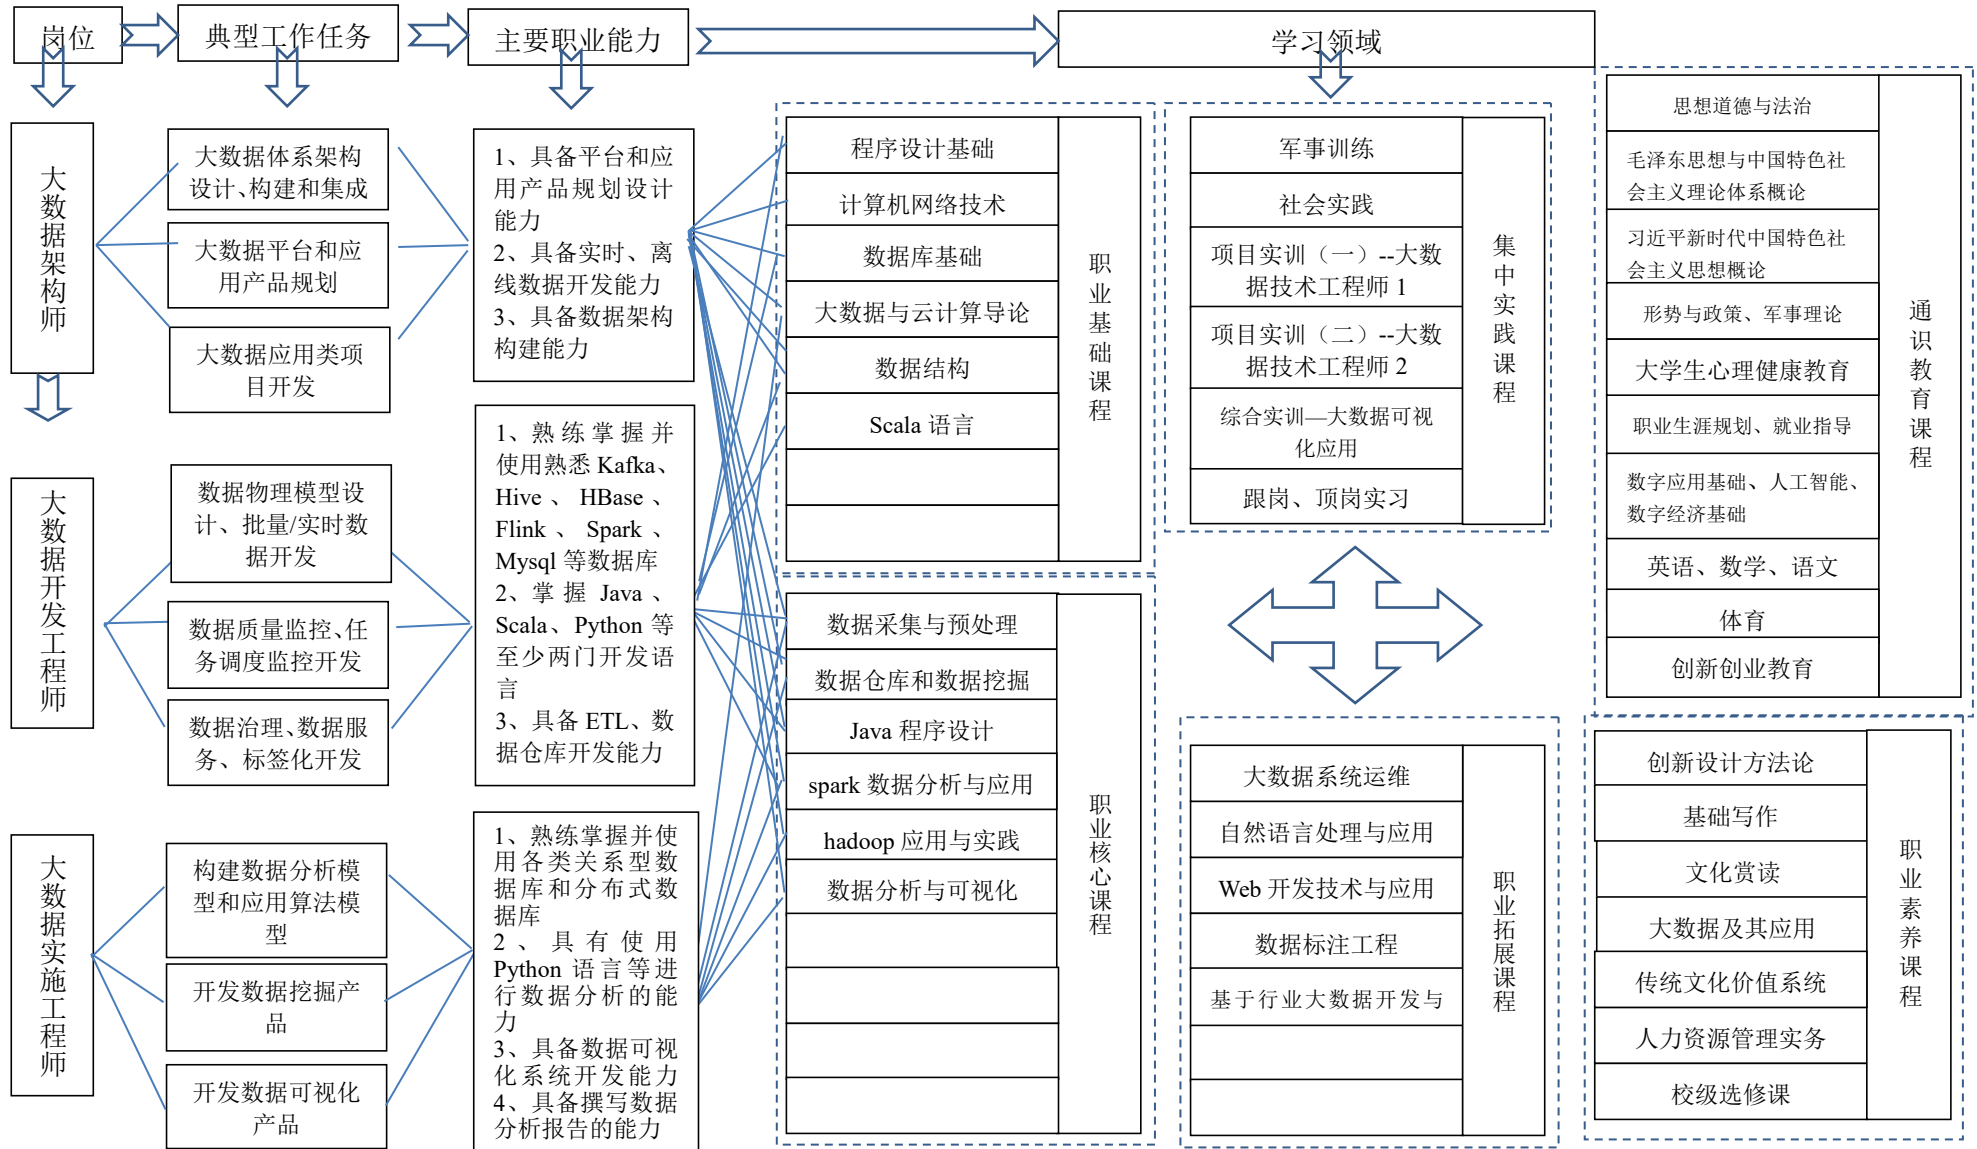 岗位
典型工作任务
主要职业能力
学习领域
大数据架构师
大数据体系架构
设计、构建和集成
大数据平台和应
用产品规划
大数据应用类项
目开发
1、具备平台和应
用产品规划设计
能力
2、具备实时、离
线数据开发能力
3、具备数据架构
构建能力
大数据开发工程师
数据物理模型设
计、批量/实时数
据开发
数据质量监控、任
务调度监控开发
数据治理、数据服
务、标签化开发
1、熟练掌握并
使用熟悉 Kafka、
Hive、HBase、
Flink、Spark、
Mysql 等数据库
2、掌握 Java、
Scala、Python 等
至少两门开发语
言
3、具备 ETL、数
据仓库开发能力
大数据实施工程师
构建数据分析模
型和应用算法模
型
开发数据挖掘产
品
开发数据可视化
产品
1、熟练掌握并使
用各类关系型数
据库和分布式数
据库
2、具有使用
Python 语言等进
行数据分析的能
力
3、具备数据可视
化系统开发能力
4、具备撰写数据
分析报告的能力
程序设计基础
计算机网络技术
数据库基础
大数据与云计算导论
数据结构
Scala 语言
职业基础课程
数据采集与预处理
数据仓库和数据挖掘
Java 程序设计
spark 数据分析与应用
hadoop 应用与实践
数据分析与可视化
职业核心课程
军事训练
社会实践
项目实训（一）--大数
据技术工程师 1
项目实训（二）--大数
据技术工程师 2
综合实训—大数据可视
化应用
跟岗、顶岗实习
集中实践课程
大数据系统运维
自然语言处理与应用
Web 开发技术与应用
数据标注工程
基于行业大数据开发与
职业拓展课程
思想道德与法治
毛泽东思想与中国特色社
会主义理论体系概论
习近平新时代中国特色社
会主义思想概论
形势与政策、军事理论
大学生心理健康教育
职业生涯规划、就业指导
数字应用基础、人工智能、
数字经济基础
英语、数学、语文
体育
创新创业教育
通识教育课程
创新设计方法论
基础写作
文化赏读
大数据及其应用
传统文化价值系统
人力资源管理实务
校级选修课
职业素养课程